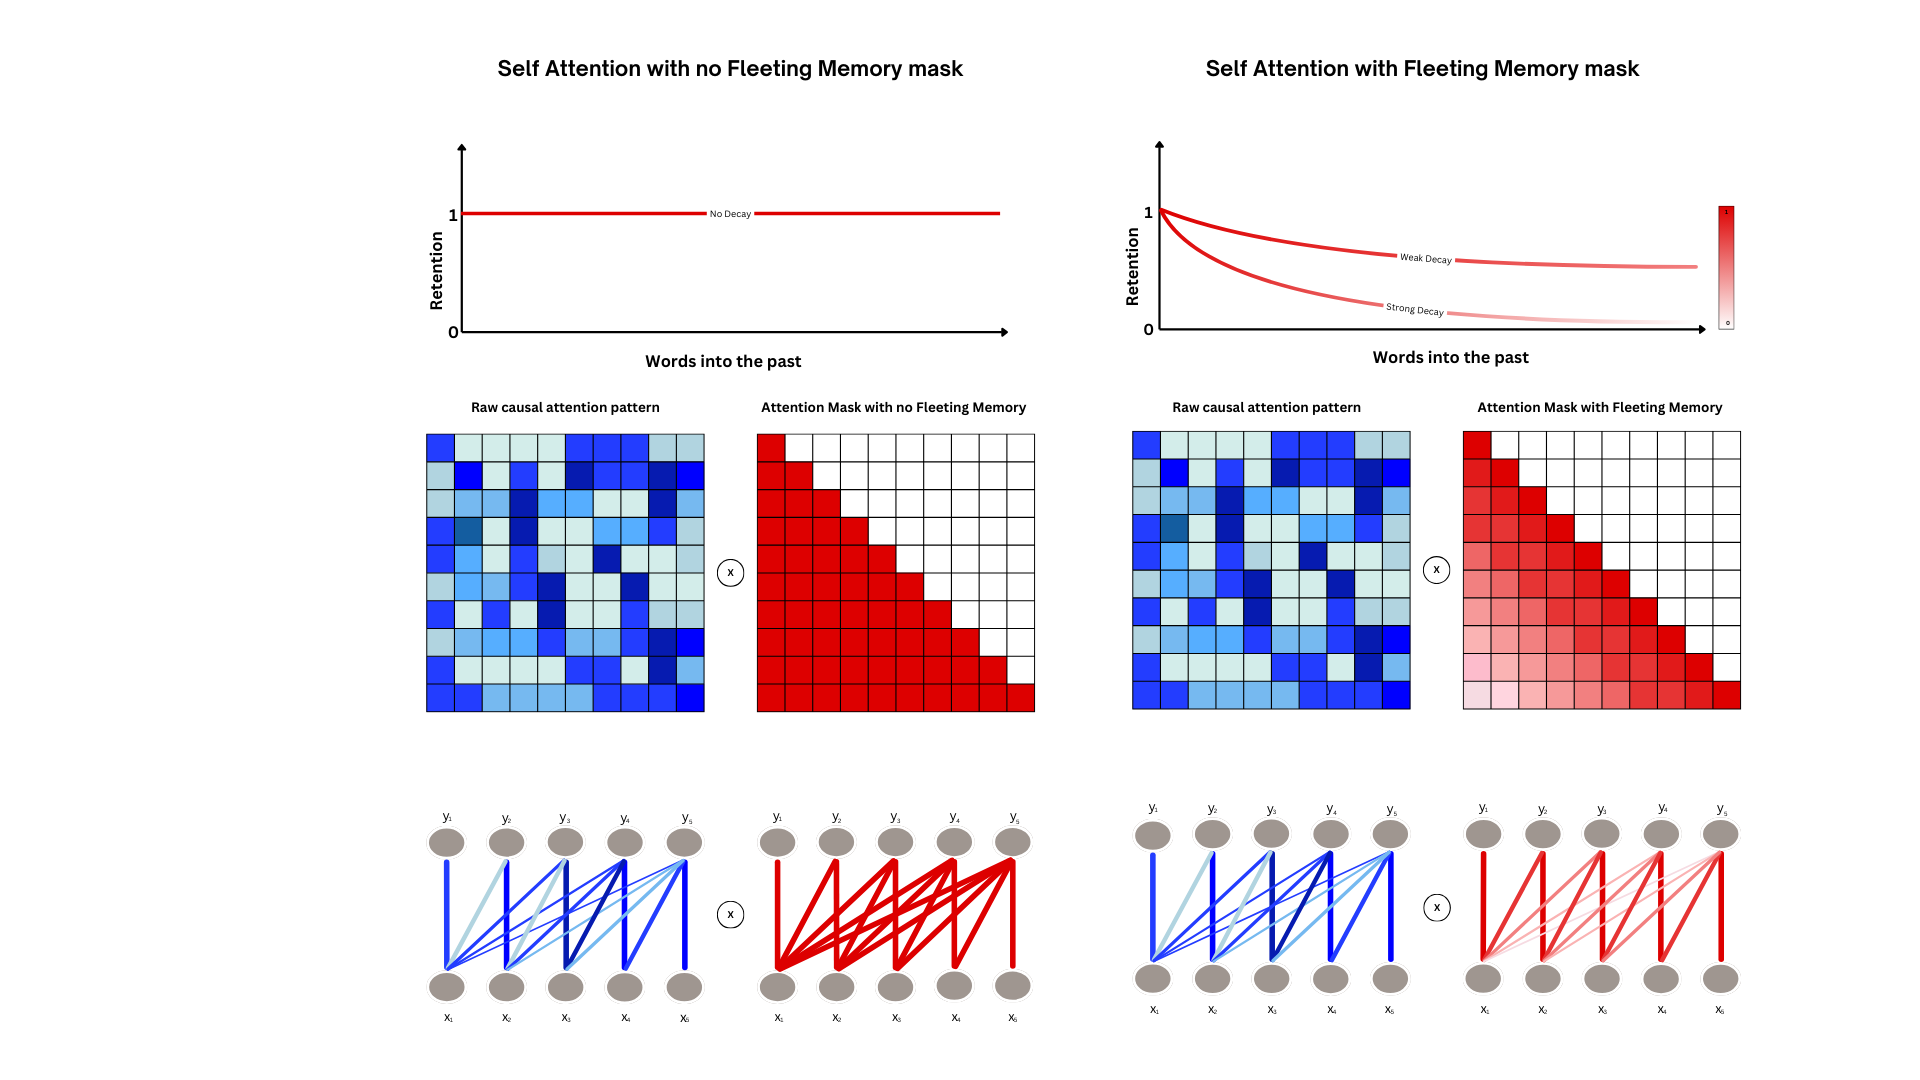 Self Attention with no Fleeting Memory mask
1
Retention
No Decay
0
Words into the past
Raw causal attention pattern
Attention Mask with no Fleeting Memory
x
y₁ y₂ y₃ y₄ y₅
y₁ y₂ y₃ y₄ y₅
x
x₁ x₂ x₃ x₄ x₅
x₁ x₂ x₃ x₄ x₅
Self Attention with Fleeting Memory mask
1
Retention
Weak Decay
Strong Decay
0
1
0
Words into the past
Raw causal attention pattern
Attention Mask with Fleeting Memory
x
y₁ y₂ y₃ y₄ y₅
y₁ y₂ y₃ y₄ y₅
x
x₁ x₂ x₃ x₄ x₅
x₁ x₂ x₃ x₄ x₅